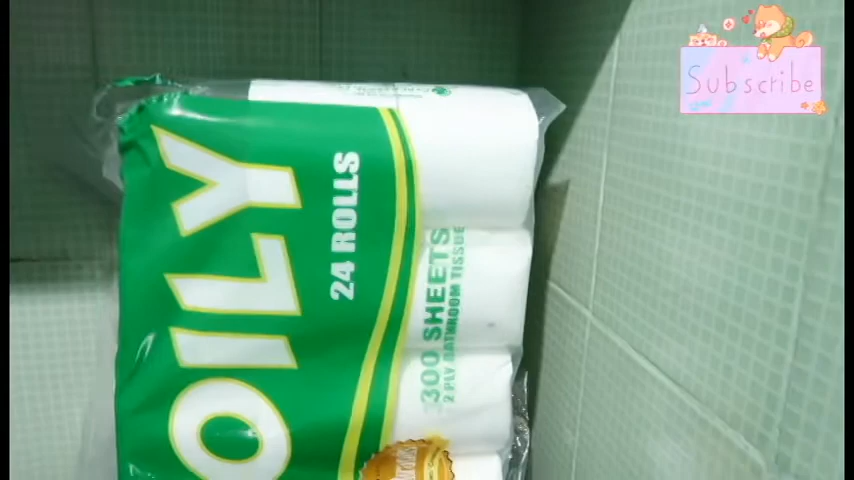 OILY
24 ROLLS
300 SHEETS
2 PLY BATHROOM TISSUE
Subscribe